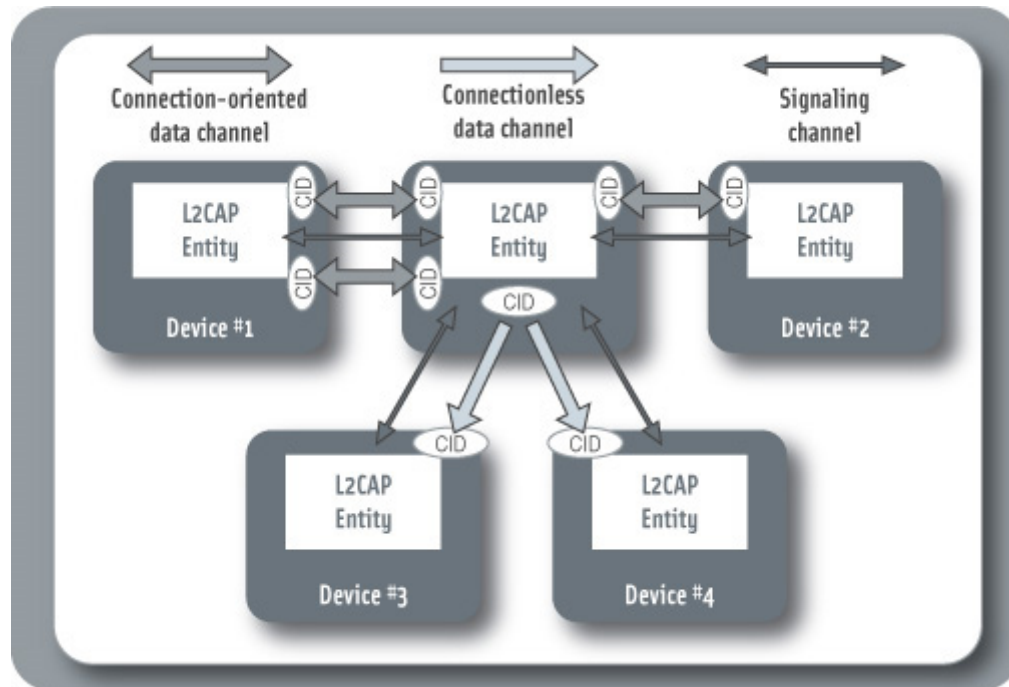 Connection-oriented
data channel
Connectionless
data channel
Signaling
channel
CID
CID
CID
CID
L2CAP
Entity
L2CAP
Entity
L2CAP
Entity
CID
CID
CID
Device #1
Device #2
CID
CID
L2CAP
Entity
L2CAP
Entity
Device #3
Device #4